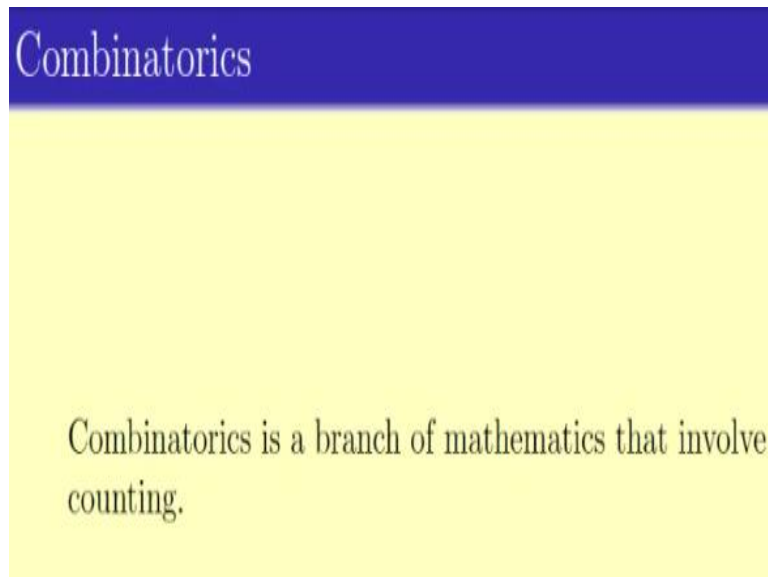 Combinatorics
Combinatorics is a branch of mathematics that involve
counting.